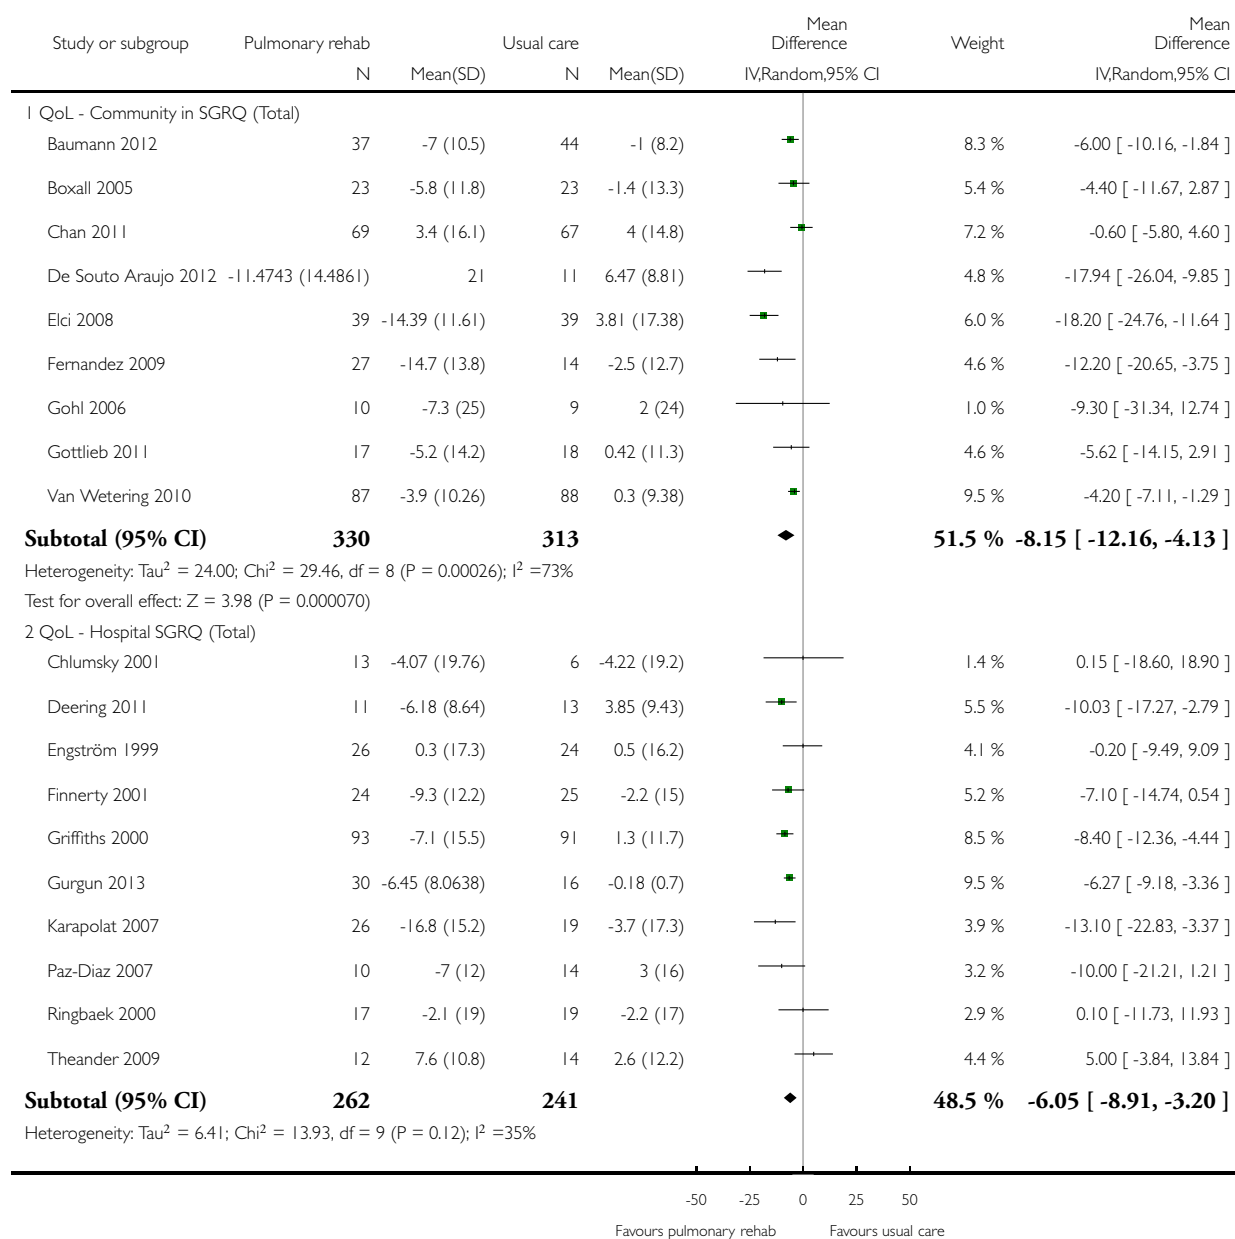 Mean Mean
Study or subgroup Pulmonary rehab Usual care Difference Weight Difference
N Mean(SD) N Mean(SD) IV,Random,95% CI IV,Random,95% CI
1 QoL - Community in SGRQ (Total)
Baumann 2012 37 -7 (10.5) 44 -1 (8.2) 8.3 % -6.00 [ -10.16, -1.84 ]
Boxall 2005 23 -5.8 (11.8) 23 -1.4 (13.3) 5.4 % -4.40 [ -11.67, 2.87 ]
Chan 2011 69 3.4 (16.1) 67 4 (14.8) 7.2 % -0.60 [ -5.80, 4.60 ]
De Souto Araujo 2012 -11.4743 (14.4861) 21 11 6.47 (8.81) 4.8 % -17.94 [ -26.04, -9.85 ]
Elci 2008 39 -14.39 (11.61) 39 3.81 (17.38) 6.0 % -18.20 [ -24.76, -11.64 ]
Fernandez 2009 27 -14.7 (13.8) 14 -2.5 (12.7) 4.6 % -12.20 [ -20.65, -3.75 ]
Gohl 2006 10 -7.3 (25) 9 2 (24) 1.0 % -9.30 [ -31.34, 12.74 ]
Gottlieb 2011 17 -5.2 (14.2) 18 0.42 (11.3) 4.6 % -5.62 [ -14.15, 2.91 ]
Van Wetering 2010 87 -3.9 (10.26) 88 0.3 (9.38) 9.5 % -4.20 [ -7.11, -1.29 ]
Subtotal (95% CI) 330 313 51.5 % -8.15 [ -12.16, -4.13 ]
Heterogeneity: Tau² = 24.00; Chi² = 29.46, df = 8 (P = 0.00026); I² =73%
Test for overall effect: Z = 3.98 (P = 0.000070)
2 QoL - Hospital SGRQ (Total)
Chlumsky 2001 13 -4.07 (19.76) 6 -4.22 (19.2) 1.4 % 0.15 [ -18.60, 18.90 ]
Deering 2011 11 -6.18 (8.64) 13 3.85 (9.43) 5.5 % -10.03 [ -17.27, -2.79 ]
Engström 1999 26 0.3 (17.3) 24 0.5 (16.2) 4.1 % -0.20 [ -9.49, 9.09 ]
Finnerty 2001 24 -9.3 (12.2) 25 -2.2 (15) 5.2 % -7.10 [ -14.74, 0.54 ]
Griffiths 2000 93 -7.1 (15.5) 91 1.3 (11.7) 8.5 % -8.40 [ -12.36, -4.44 ]
Gurgun 2013 30 -6.45 (8.0638) 16 -0.18 (0.7) 9.5 % -6.27 [ -9.18, -3.36 ]
Karapolat 2007 26 -16.8 (15.2) 19 -3.7 (17.3) 3.9 % -13.10 [ -22.83, -3.37 ]
Paz-Diaz 2007 10 -7 (12) 14 3 (16) 3.2 % -10.00 [ -21.21, 1.21 ]
Ringbaek 2000 17 -2.1 (19) 19 -2.2 (17) 2.9 % 0.10 [ -11.73, 11.93 ]
Theander 2009 12 7.6 (10.8) 14 2.6 (12.2) 4.4 % 5.00 [ -3.84, 13.84 ]
Subtotal (95% CI) 262 241 48.5 % -6.05 [ -8.91, -3.20 ]
Heterogeneity: Tau² = 6.41; Chi² = 13.93, df = 9 (P = 0.12); I² =35%
-50 -25 0 25 50
Favours pulmonary rehab Favours usual care